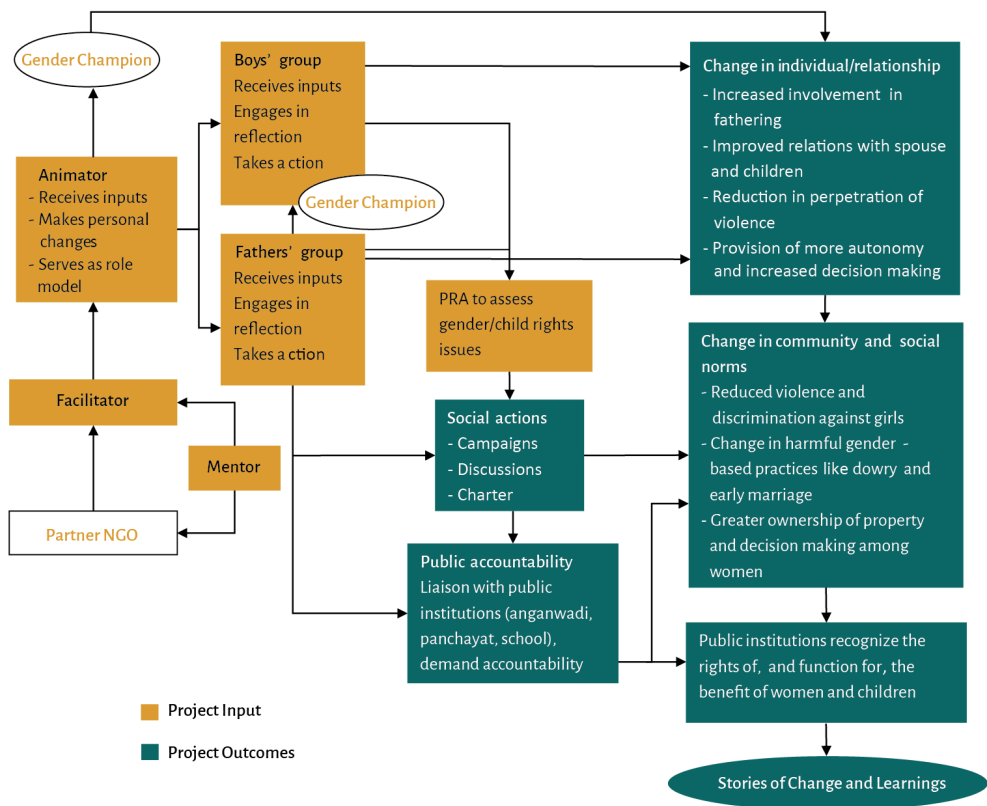 Gender Champion
Animator
- Receives inputs
- Makes personal
changes
- Serves as role
model
Facilitator
Mentor
Partner NGO
Boys' group
Receives inputs
Engages in
reflection
Takes a ction
Gender Champion
Fathers' group
Receives inputs
Engages in
reflection
Takes a ction
PRA to assess
gender/child rights
issues
Social actions
- Campaigns
- Discussions
- Charter
Public accountability
Liaison with public
institutions (anganwadi,
panchayat, school),
demand accountability
Change in individual/relationship
- Increased involvement in
fathering
- Improved relations with spouse
and children
- Reduction in perpetration of
violence
- Provision of more autonomy
and increased decision making
Change in community and social
norms
- Reduced violence and
discrimination against girls
- Change in harmful gender -
based practices like dowry and
early marriage
- Greater ownership of property
and decision making among
women
Public institutions recognize the
rights of, and function for, the
benefit of women and children
Stories of Change and Learnings
Project Input
Project Outcomes